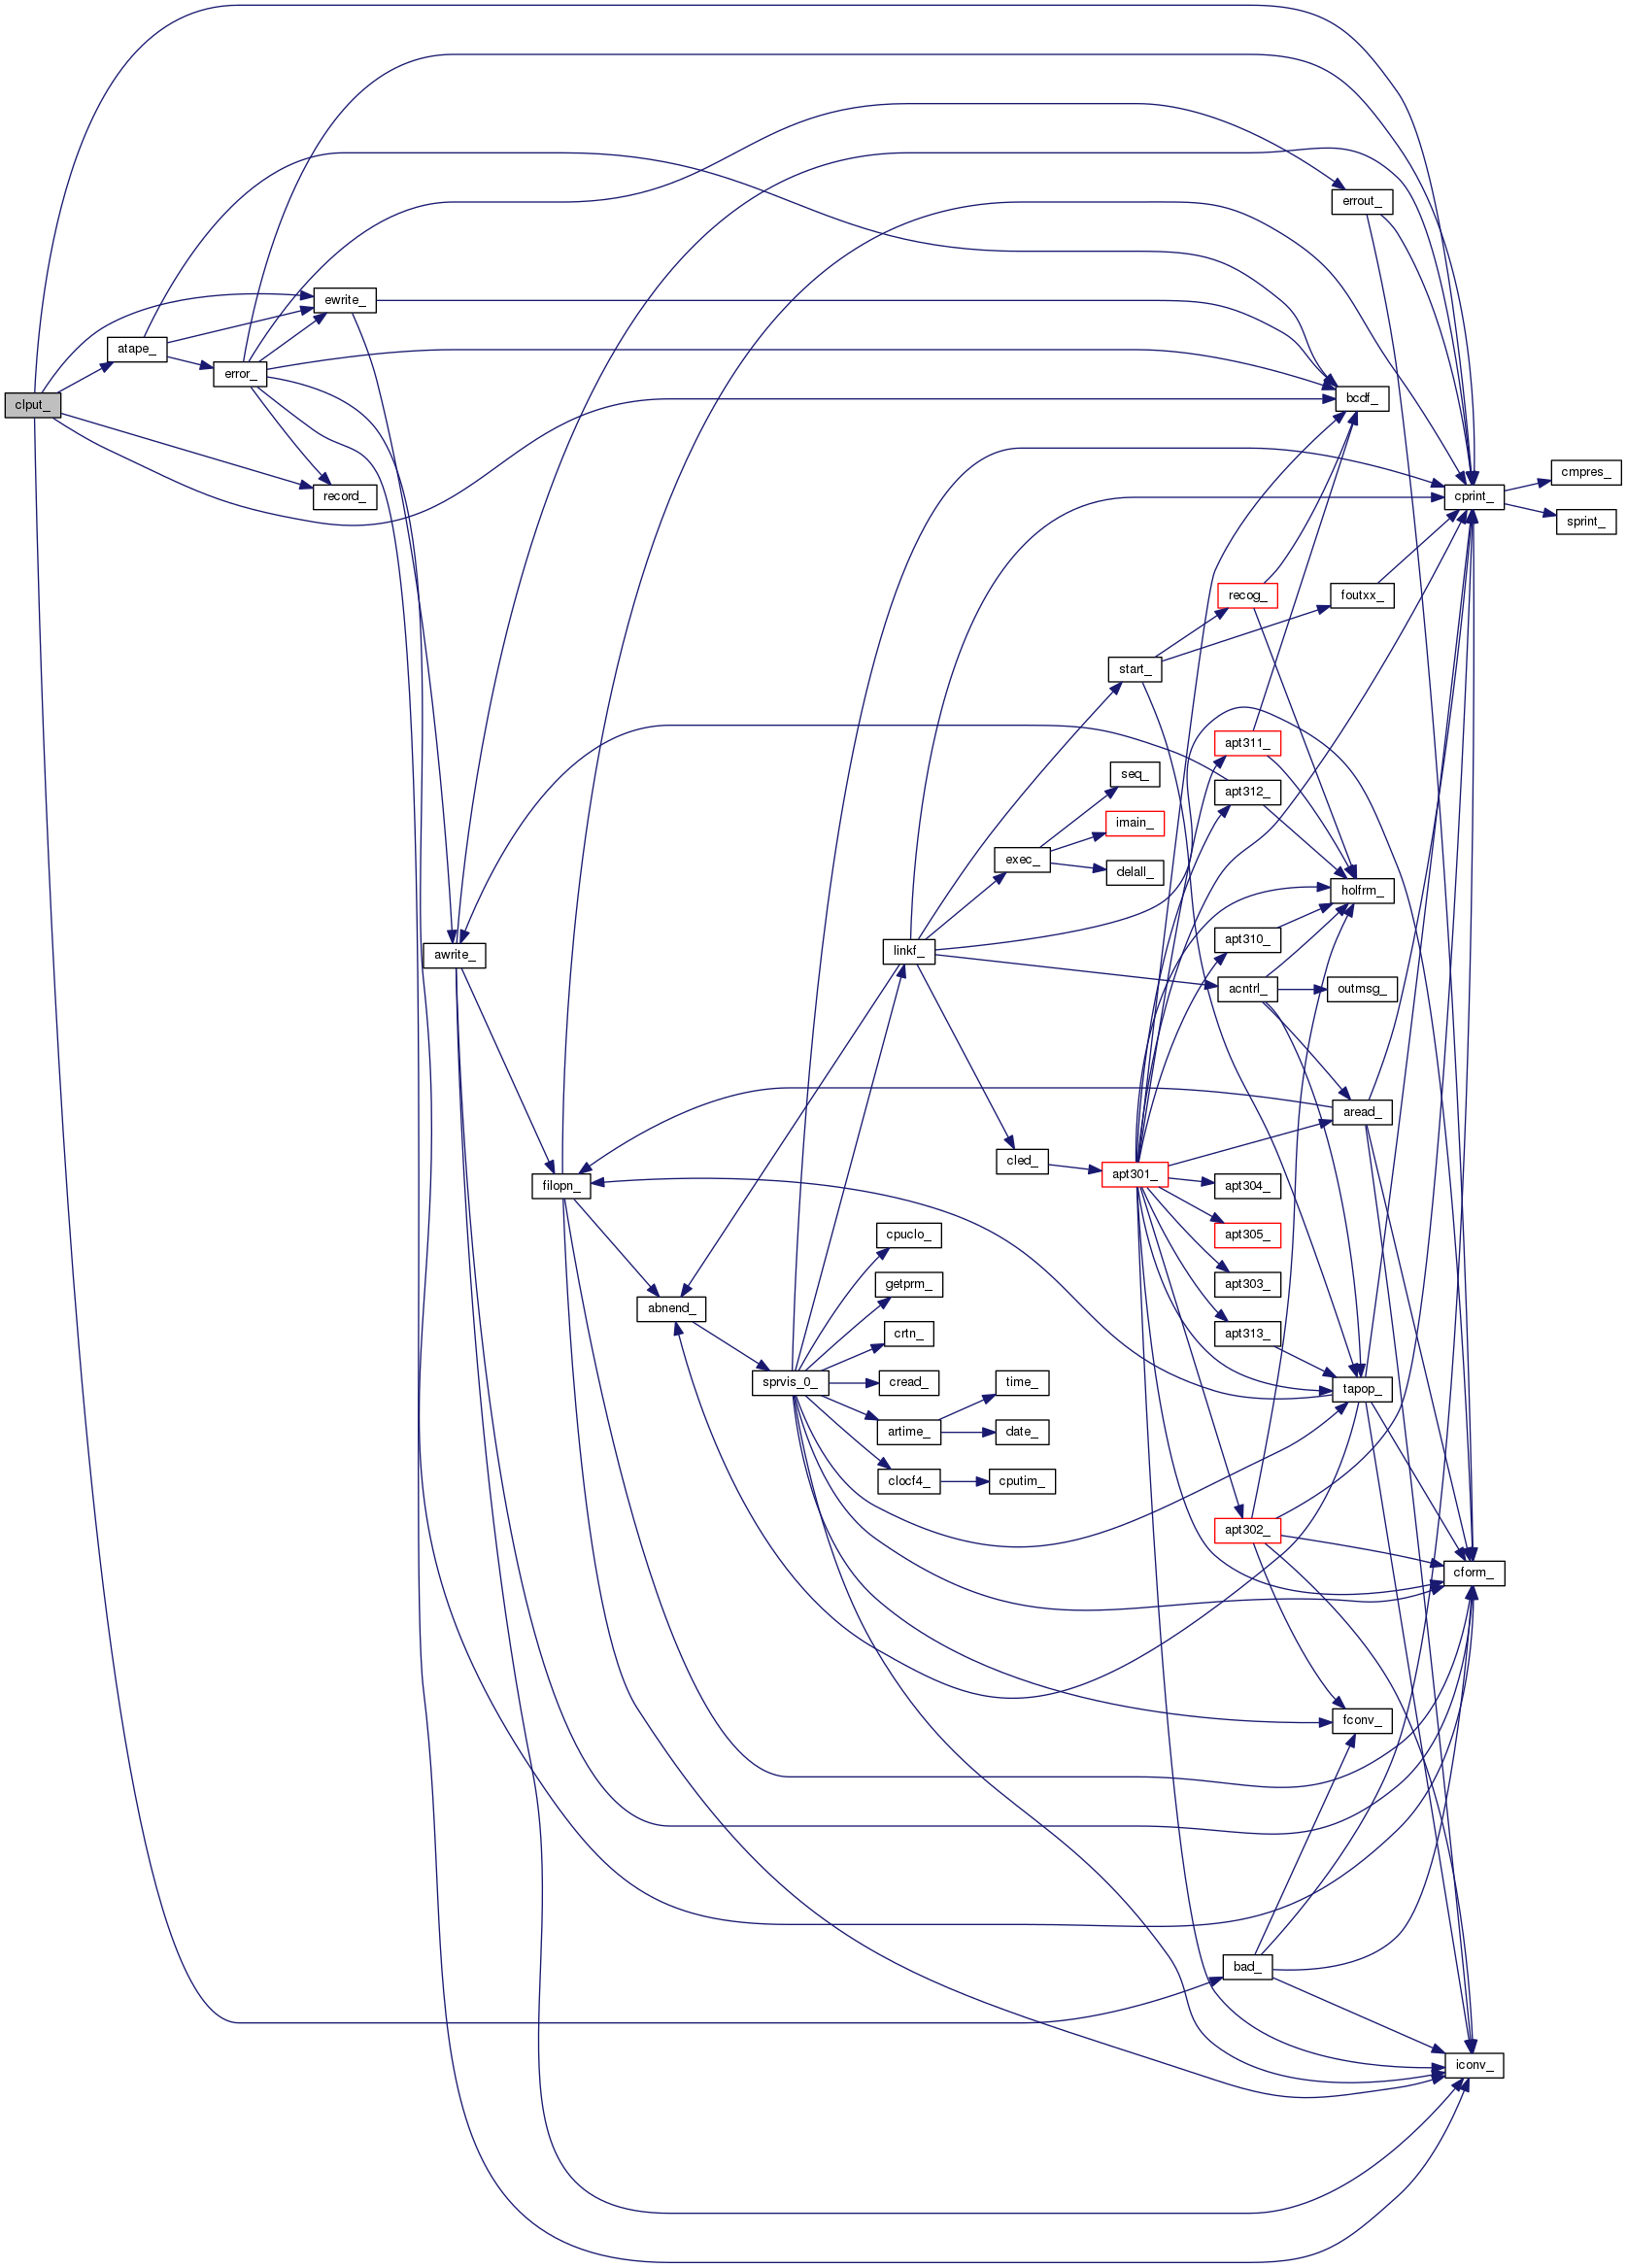 clput_
atape_
error_
ewrite_
record_
awrite_
filopn_
abnend_
sprvis_0_
linkf_
cpuclo_
getprm_
crtn_
cread_
artime_
clocf4_
time_
date_
cputim_
exec_
cled_
start_
seq_
imain_
delall_
apt301_
recog_
apt311_
apt312_
apt310_
acntrl_
apt304_
apt305_
apt303_
apt313_
apt302_
bad_
errout_
bcdf_
foutxx_
holfrm_
outmsg_
aread_
tapop_
fconv_
cprint_
cform_
iconv_
cmpres_
sprint_